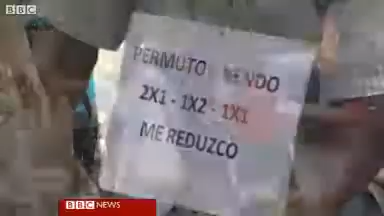 BBC
PERMUTO
2X1 - 1X2 - 1X1
ME REDUZCO
BBC NEWS